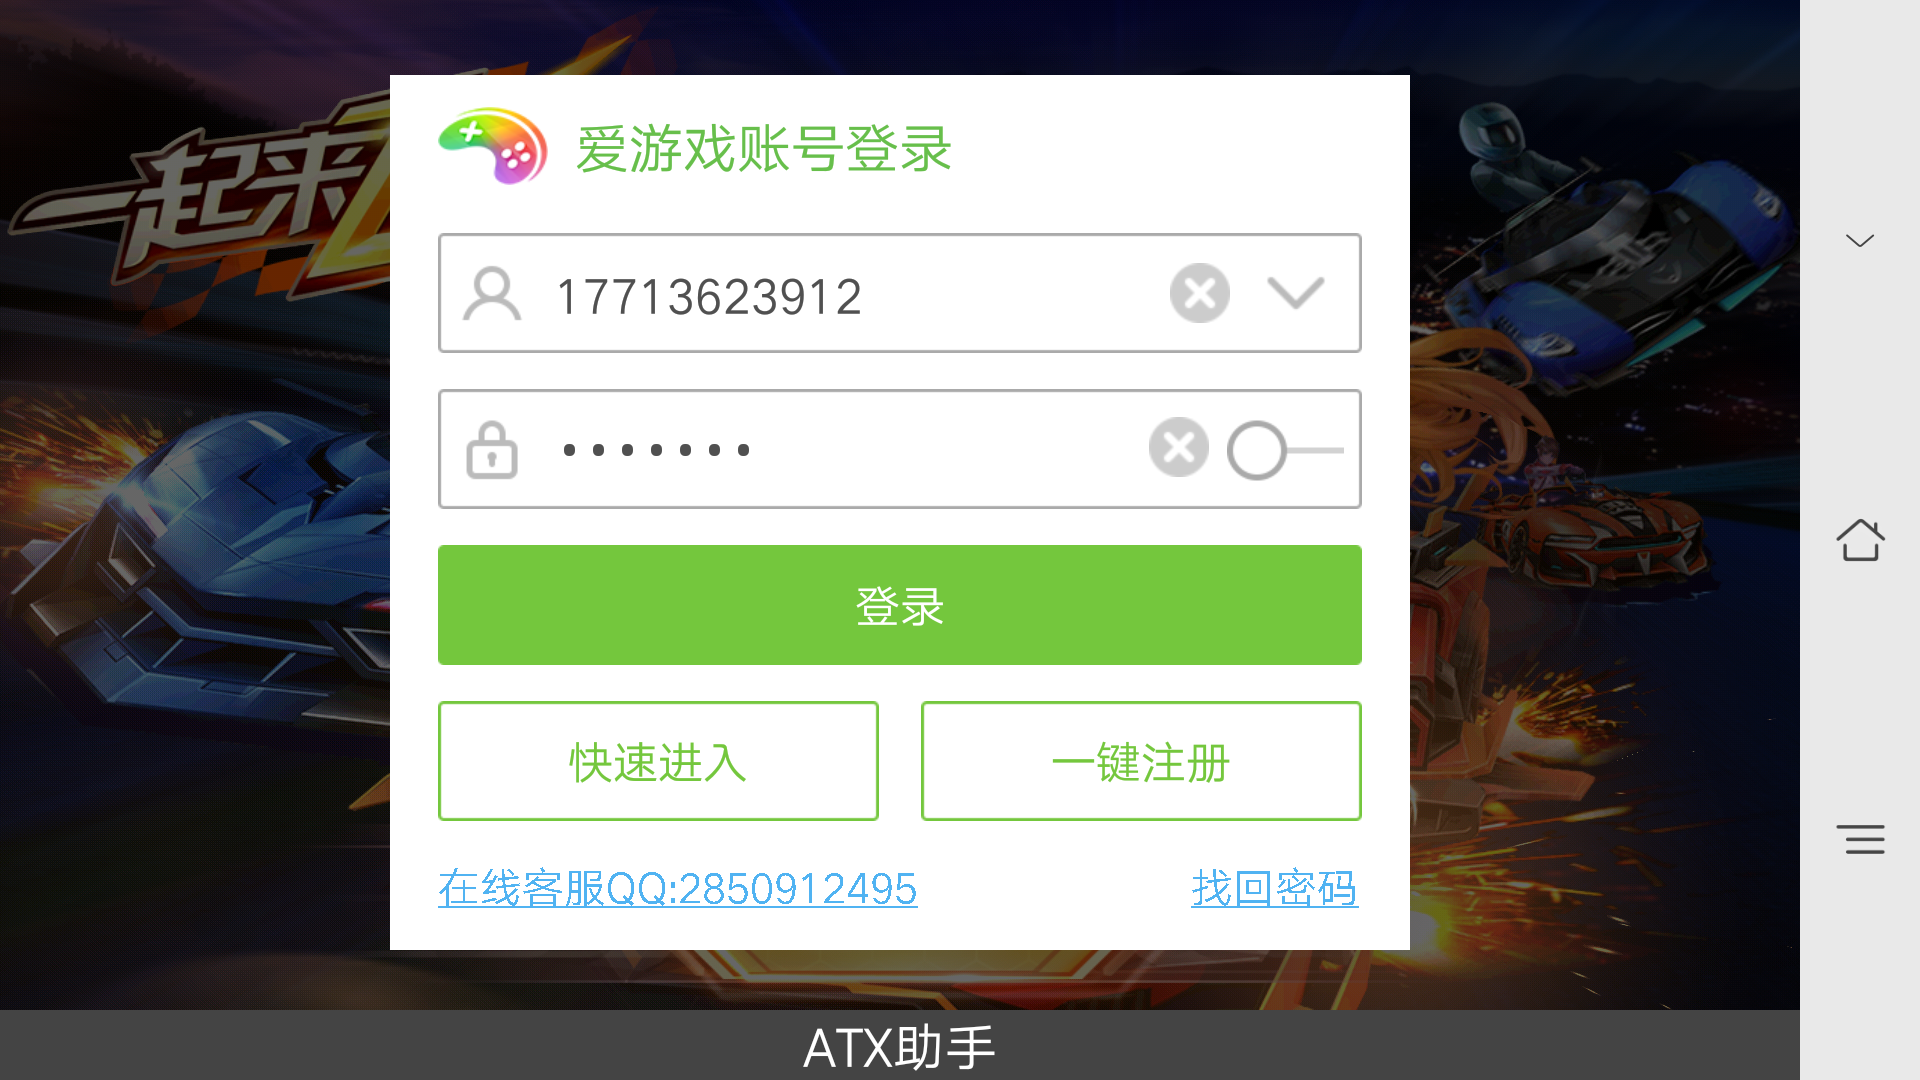 一起来
爱游戏账号登录
17713623912
•••••••
登录
快速进入
一键注册
在线客服QQ:2850912495
找回密码
ATX助手